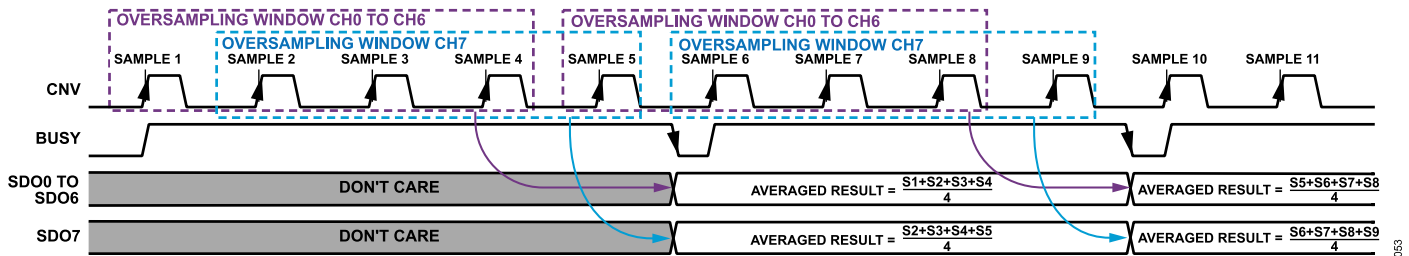 OVERSAMPLING WINDOW CH0 TO CH6 OVERSAMPLING WINDOW CH0 TO CH6
OVERSAMPLING WINDOW CH7 OVERSAMPLING WINDOW CH7
SAMPLE 1 SAMPLE 2 SAMPLE 3 SAMPLE 4 SAMPLE 5 SAMPLE 6 SAMPLE 7 SAMPLE 8 SAMPLE 9 SAMPLE 10 SAMPLE 11
CNV
BUSY
SDO0 TO
SDO6
DON'T CARE
AVERAGED RESULT = S1+S2+S3+S4
4
AVERAGED RESULT = S5+S6+S7+S8
4
SDO7
DON'T CARE
AVERAGED RESULT = S2+S3+S4+S5
4
AVERAGED RESULT = S6+S7+S8+S9
4
053